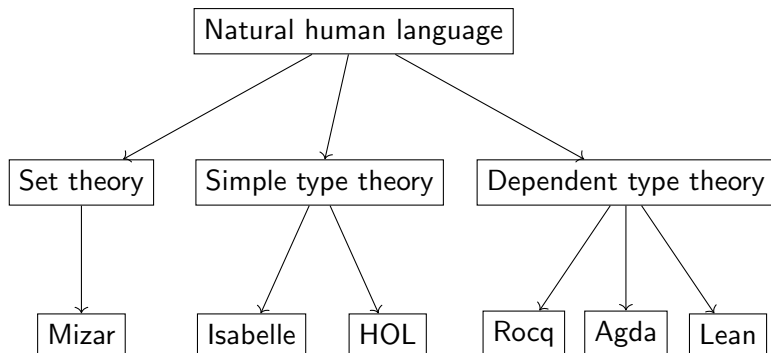 Natural human language
Set theory
Simple type theory
Dependent type theory
Mizar
Isabelle
HOL
Rocq
Agda
Lean